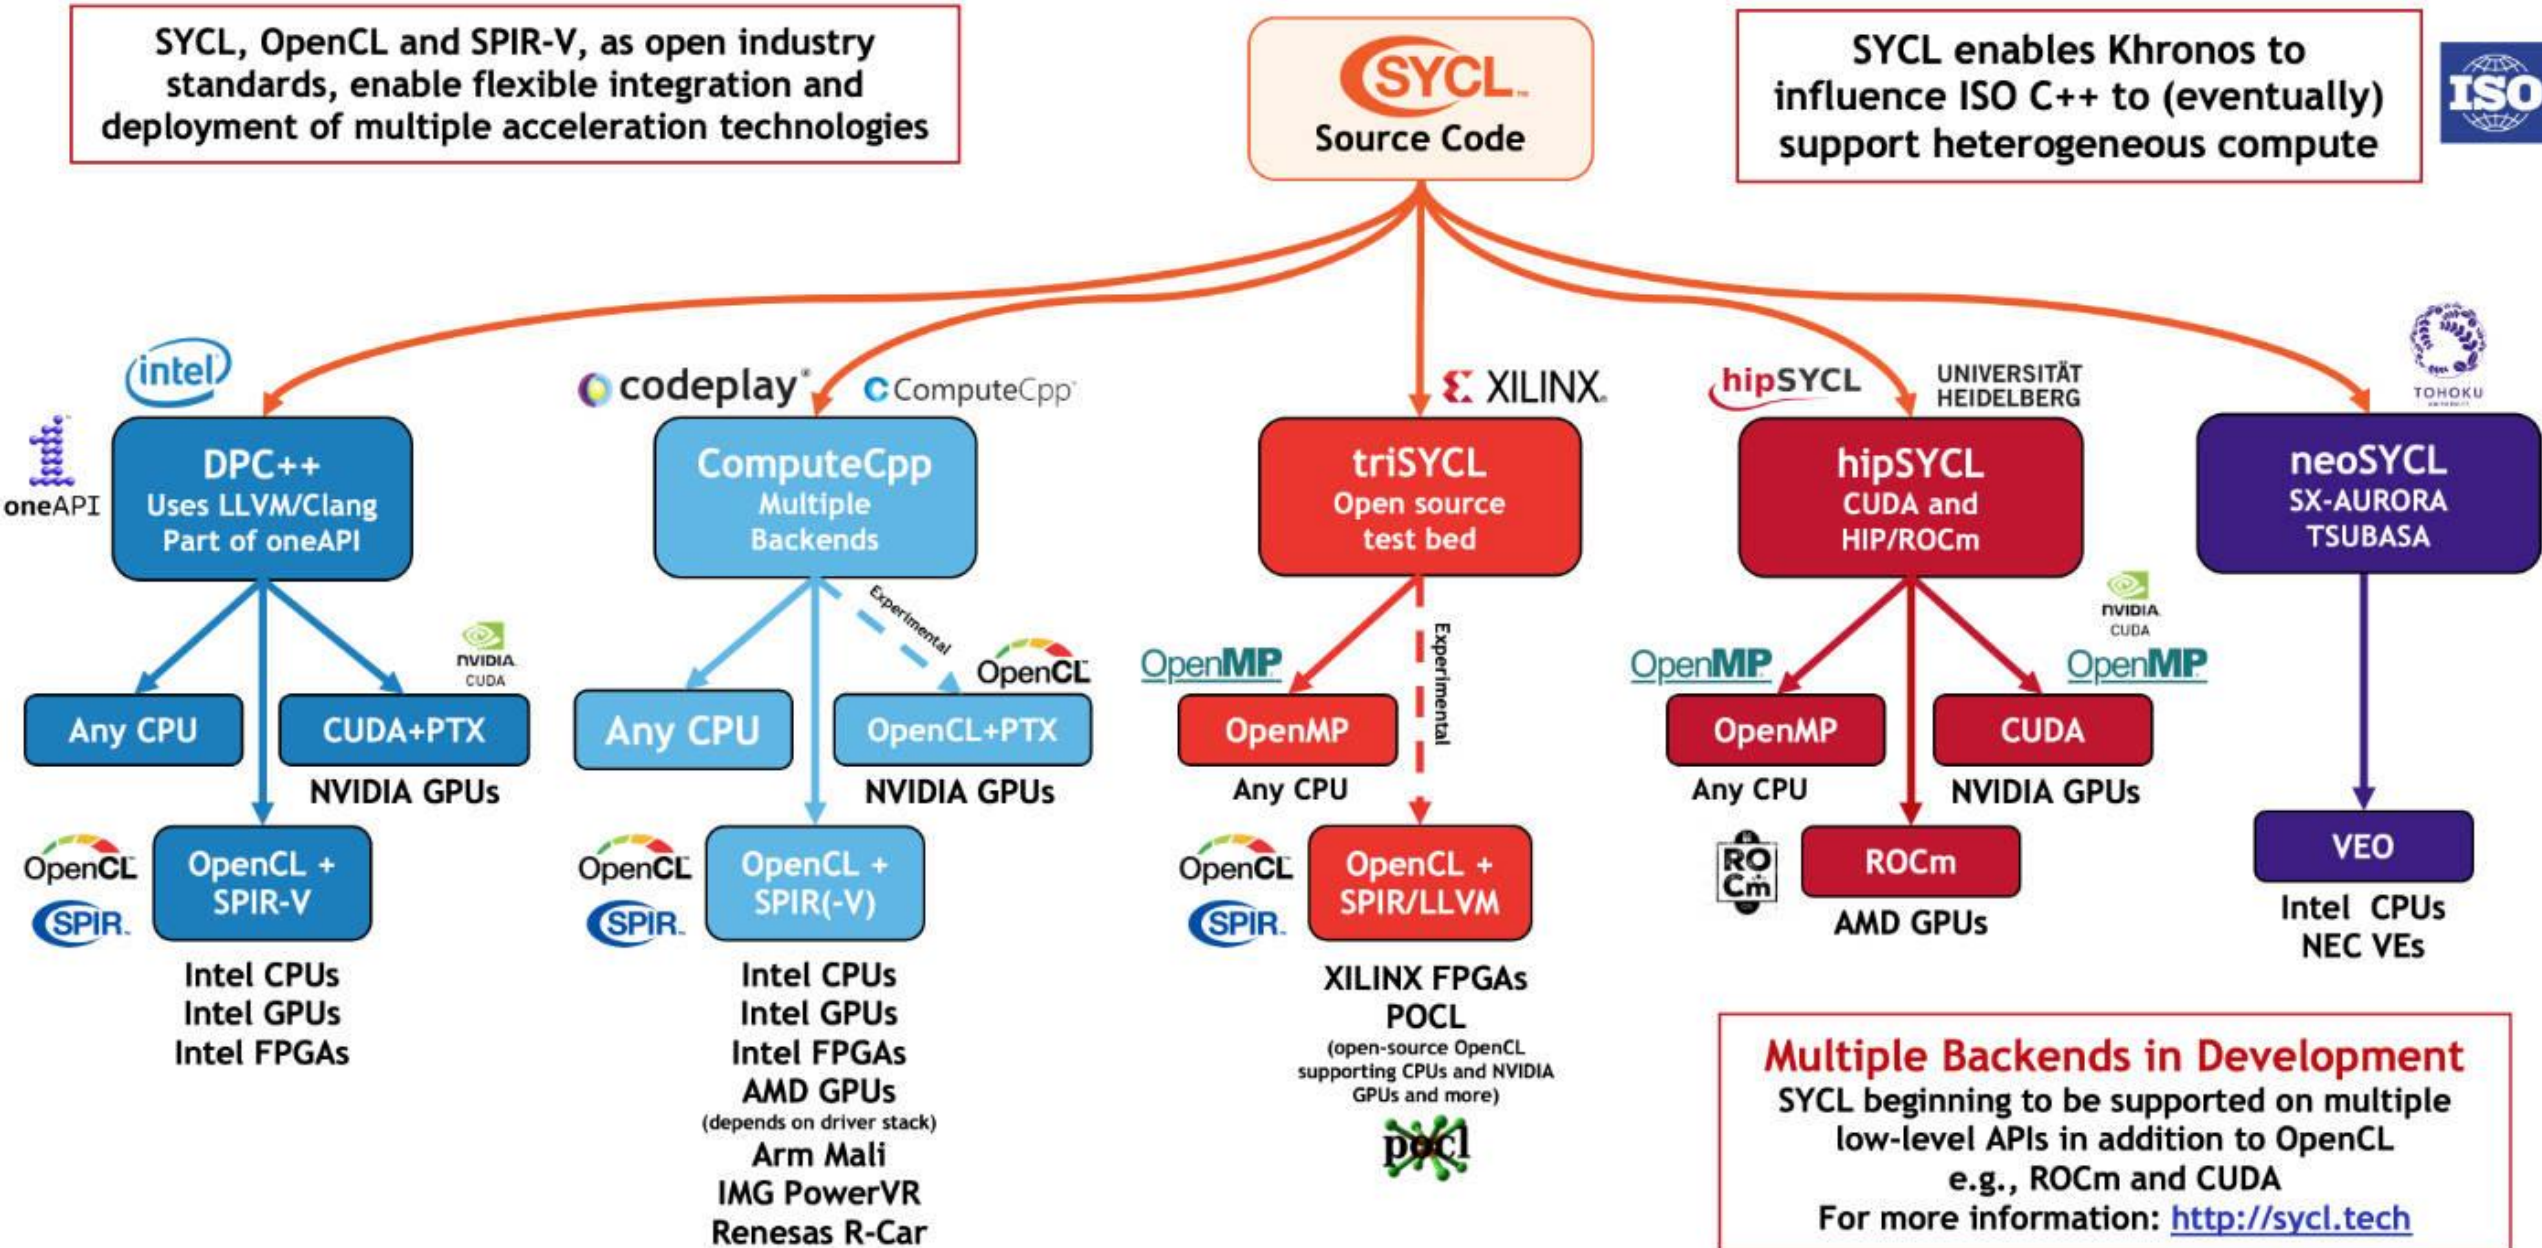 SYCL, OpenCL and SPIR-V, as open industry
standards, enable flexible integration and
deployment of multiple acceleration technologies
SYCL™
Source Code
SYCL enables Khronos to
influence ISO C++ to (eventually)
support heterogeneous compute
ISO
intel
oneAPI
DPC++
Uses LLVM/Clang
Part of oneAPI
codeplay®
ComputeCpp™
ComputeCpp
Multiple
Backends
XILINX®
triSYCL
Open source
test bed
hipSYCL
UNIVERSITÄT
HEIDELBERG
hipSYCL
CUDA and
HIP/ROCm
TOHOKU
UNIVERSITY
neoSYCL
SX-AURORA
TSUBASA
NVIDIA
CUDA
Any CPU
CUDA+PTX
NVIDIA GPUs
OpenCL
SPIR™
OpenCL +
SPIR-V
Intel CPUs
Intel GPUs
Intel FPGAs
Experimental
OpenCL
Any CPU
OpenCL+PTX
NVIDIA GPUs
OpenCL
SPIR™
OpenCL +
SPIR(-V)
Intel CPUs
Intel GPUs
Intel FPGAs
AMD GPUs
(depends on driver stack)
Arm Mali
IMG PowerVR
Renesas R-Car
OpenMP
Experimental
OpenMP
Any CPU
OpenCL
SPIR™
OpenCL +
SPIR/LLVM
XILINX FPGAs
POCL
(open-source OpenCL
supporting CPUs and NVIDIA
GPUs and more)
pocl
OpenMP
NVIDIA
CUDA
OpenMP
OpenMP
Any CPU
CUDA
NVIDIA GPUs
RO
Cm
ROCm
AMD GPUs
VEO
Intel CPUs
NEC VEs
Multiple Backends in Development
SYCL beginning to be supported on multiple
low-level APIs in addition to OpenCL
e.g., ROCm and CUDA
For more information: http://sycl.tech